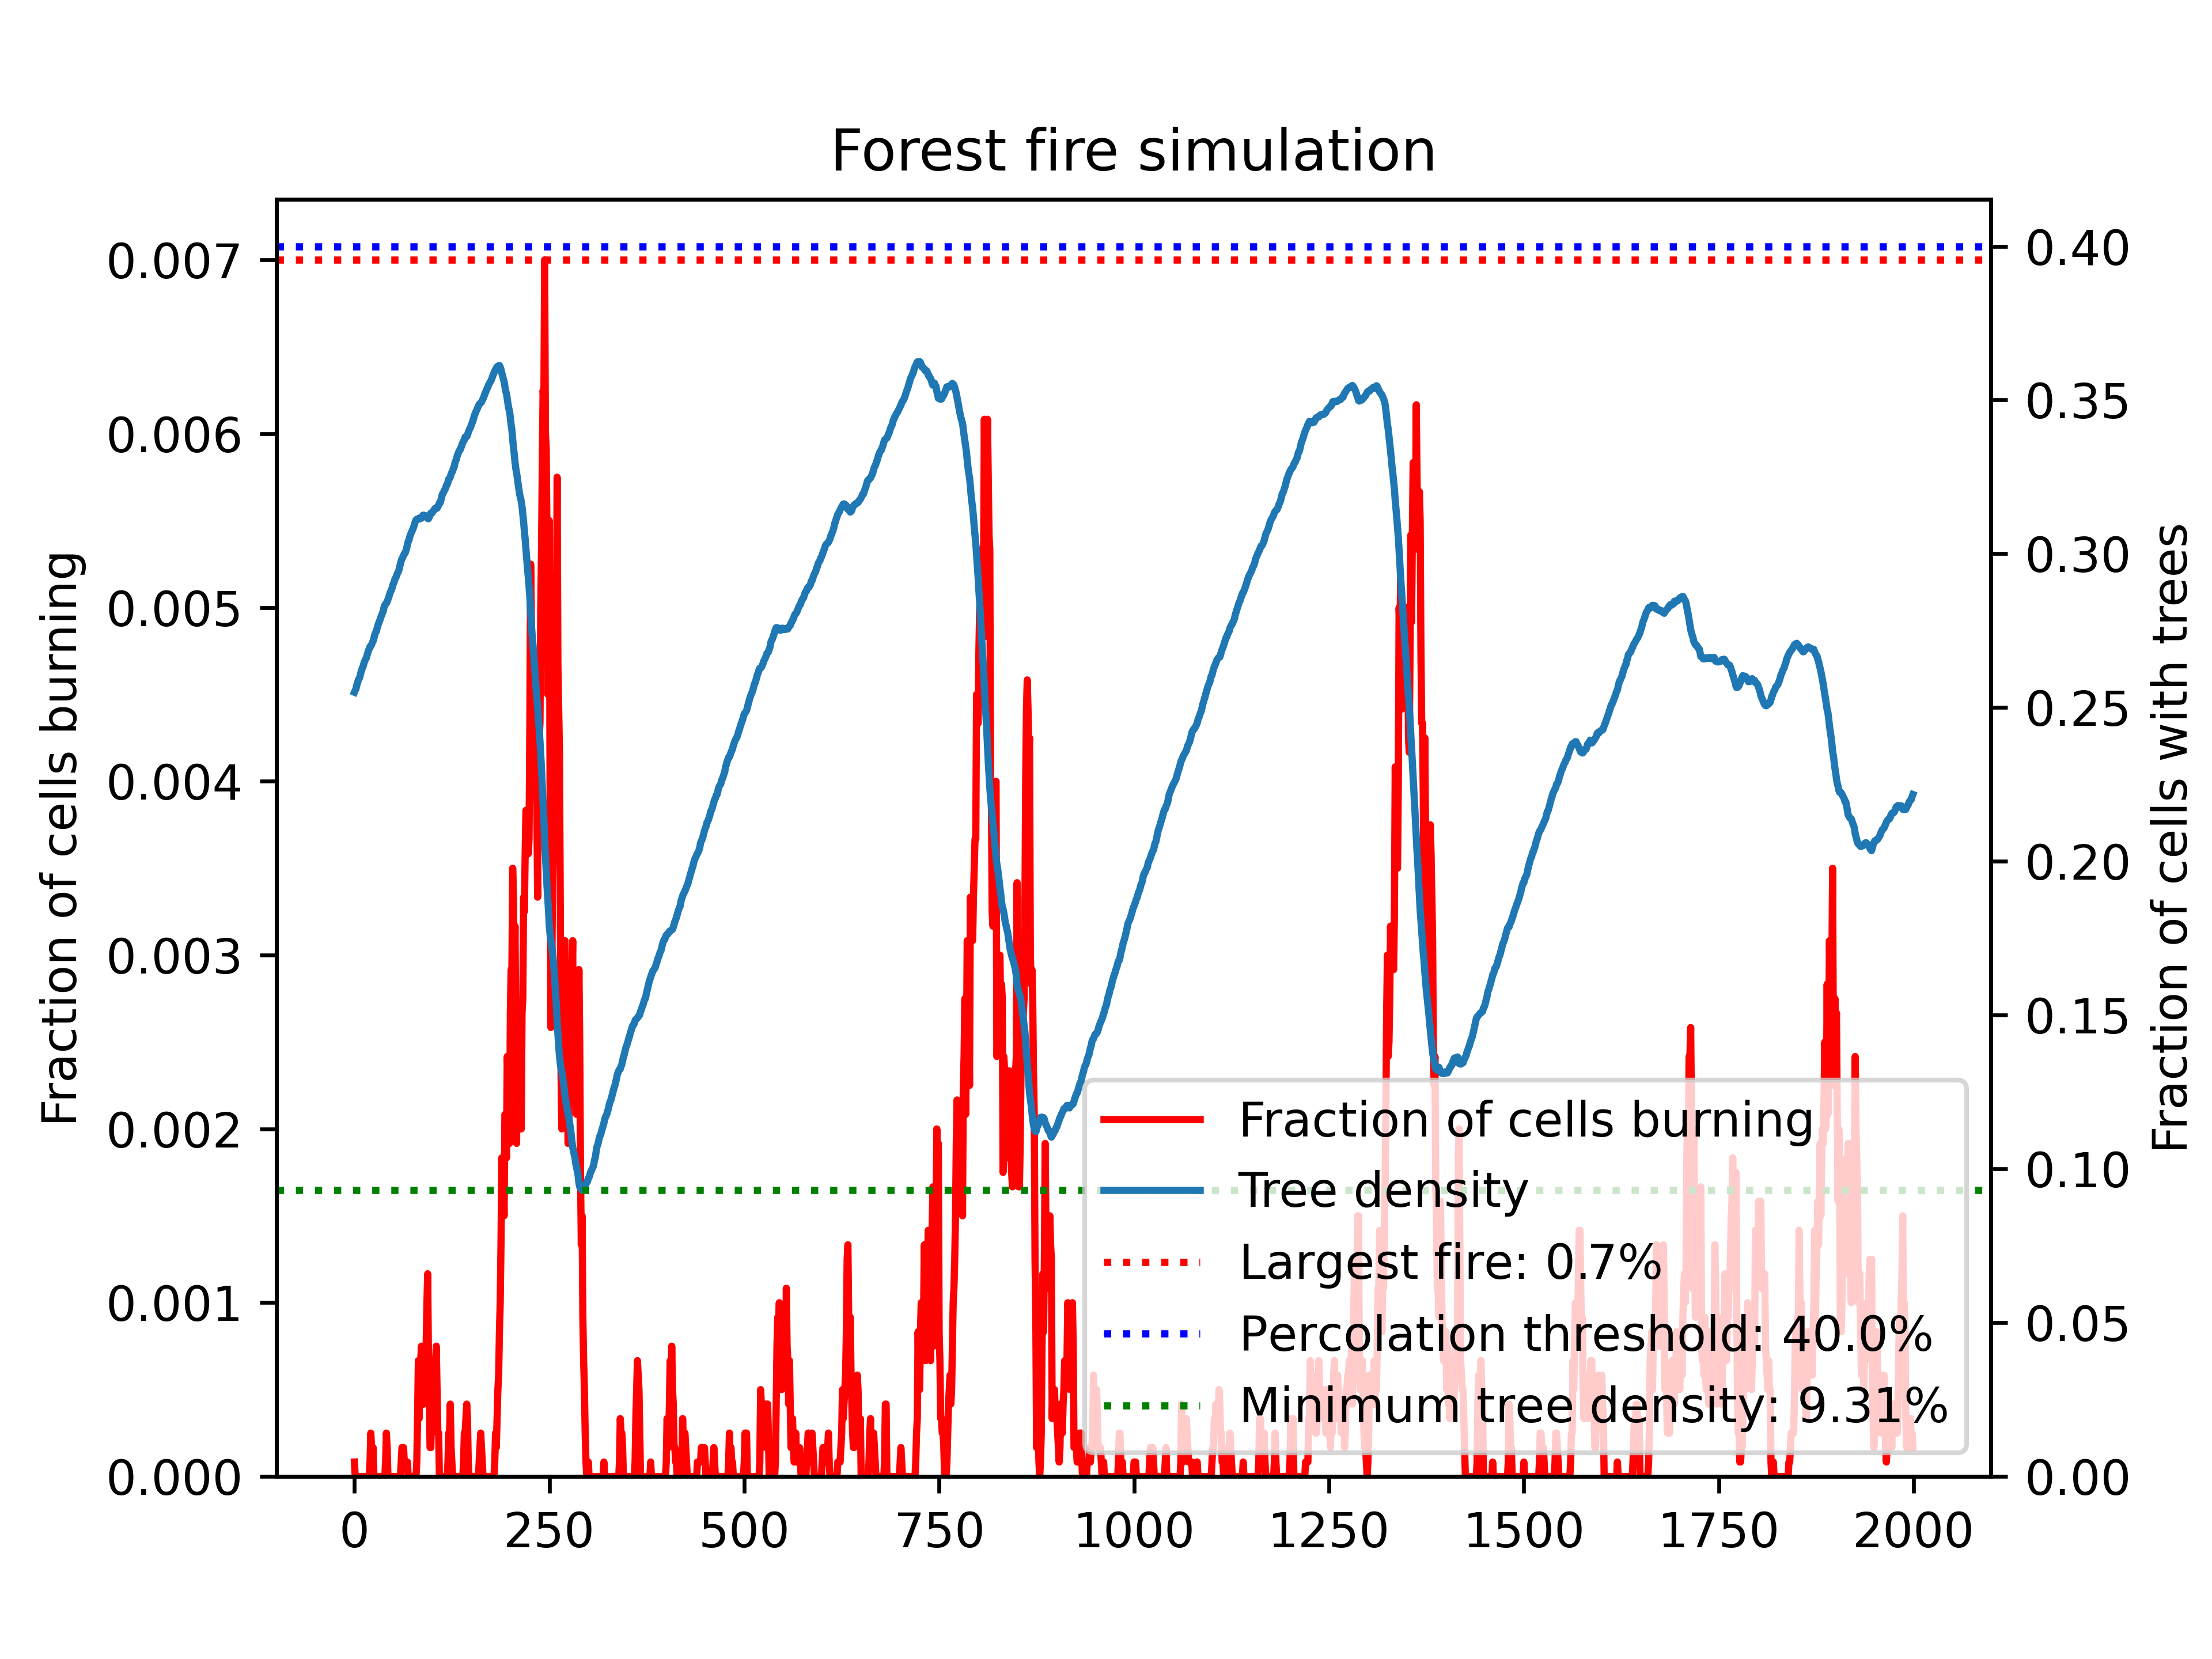 Forest fire simulation
Fraction of cells burning
0.007
0.006
0.005
0.004
0.003
0.002
0.001
0.000
0.40
0.35
0.30
0.25
0.20
0.15
0.10
0.05
0.00
Fraction of cells with trees
Fraction of cells burning
Tree density
Largest fire: 0.7%
Percolation threshold: 40.0%
Minimum tree density: 9.31%
0 250 500 750 1000 1250 1500 1750 2000